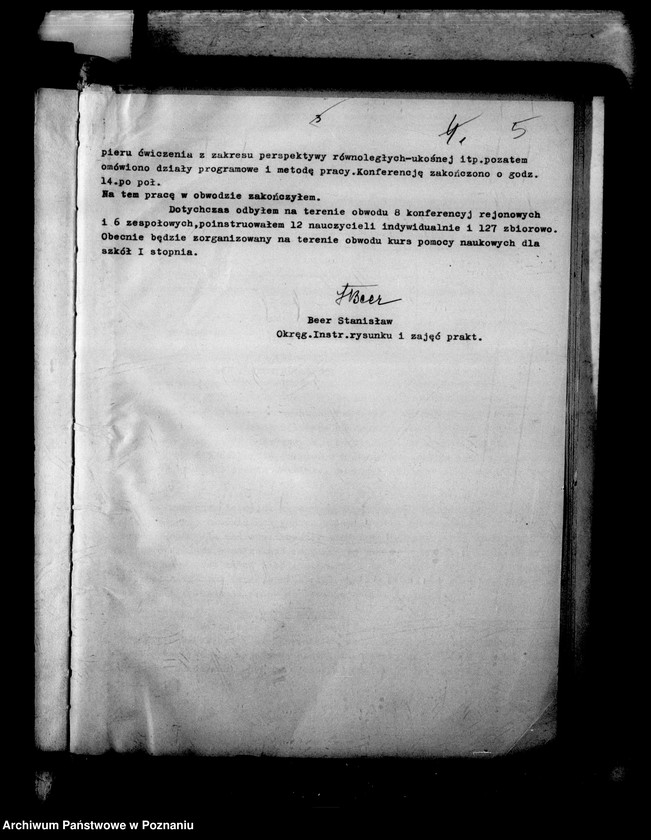 4. 5
pieru ćwiczenia z zakresu perspektywy równoległych-ukośnej itp.pozatem
omówiono działy programowe i metodę pracy.Konferencję zakończono o godz.
14.po poł.
Na tem pracę w obwodzie zakończyłem.
Dotychczas odbyłem na terenie obwodu 8 konferencyj rejonowych
i 6 zespołowych,poinstruowałem 12 nauczycieli indywidualnie i 127 zbiorowo.
Obecnie będzie zorganizowany na terenie obwodu kurs pomocy naukowych dla
szkół I stopnia.
Beer
Beer Stanisław
Okręg.Instr.rysunku i zajęć prakt.
Archiwum Państwowe w Poznaniu